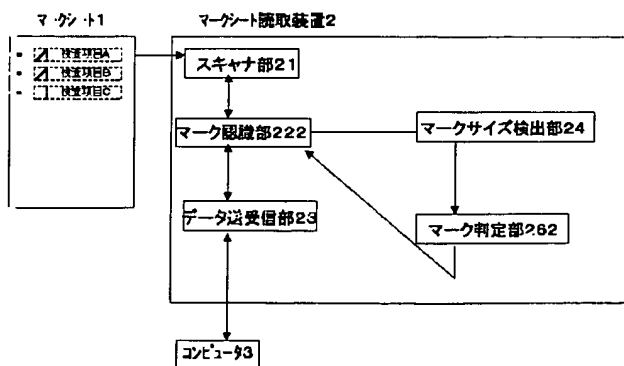 マークシート1
マークシート読取装置2
検査項目A
検査項目B
検査項目C
スキャナ部21
マーク認識部222
マークサイズ検出部24
データ送受信部23
マーク判定部262
コンピュータ3